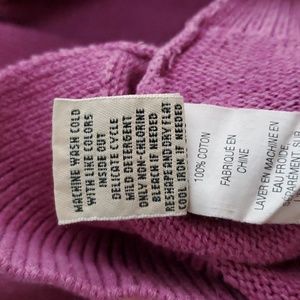 MACHINE WASH COLD
WITH LIKE COLORS
INSIDE OUT
DELICATE CYCLE
MILD DETERGENT
ONLY NON-CHLORINE
BLEACH IF NEEDED
RESHAPE AND DRY FLAT
COOL IRON IF NEEDED
100% COTTON
FABRIQUÉ EN
CHINE
LAVER EN MACHINE EN
EAU FROIDE,
SÉPAREMENT,